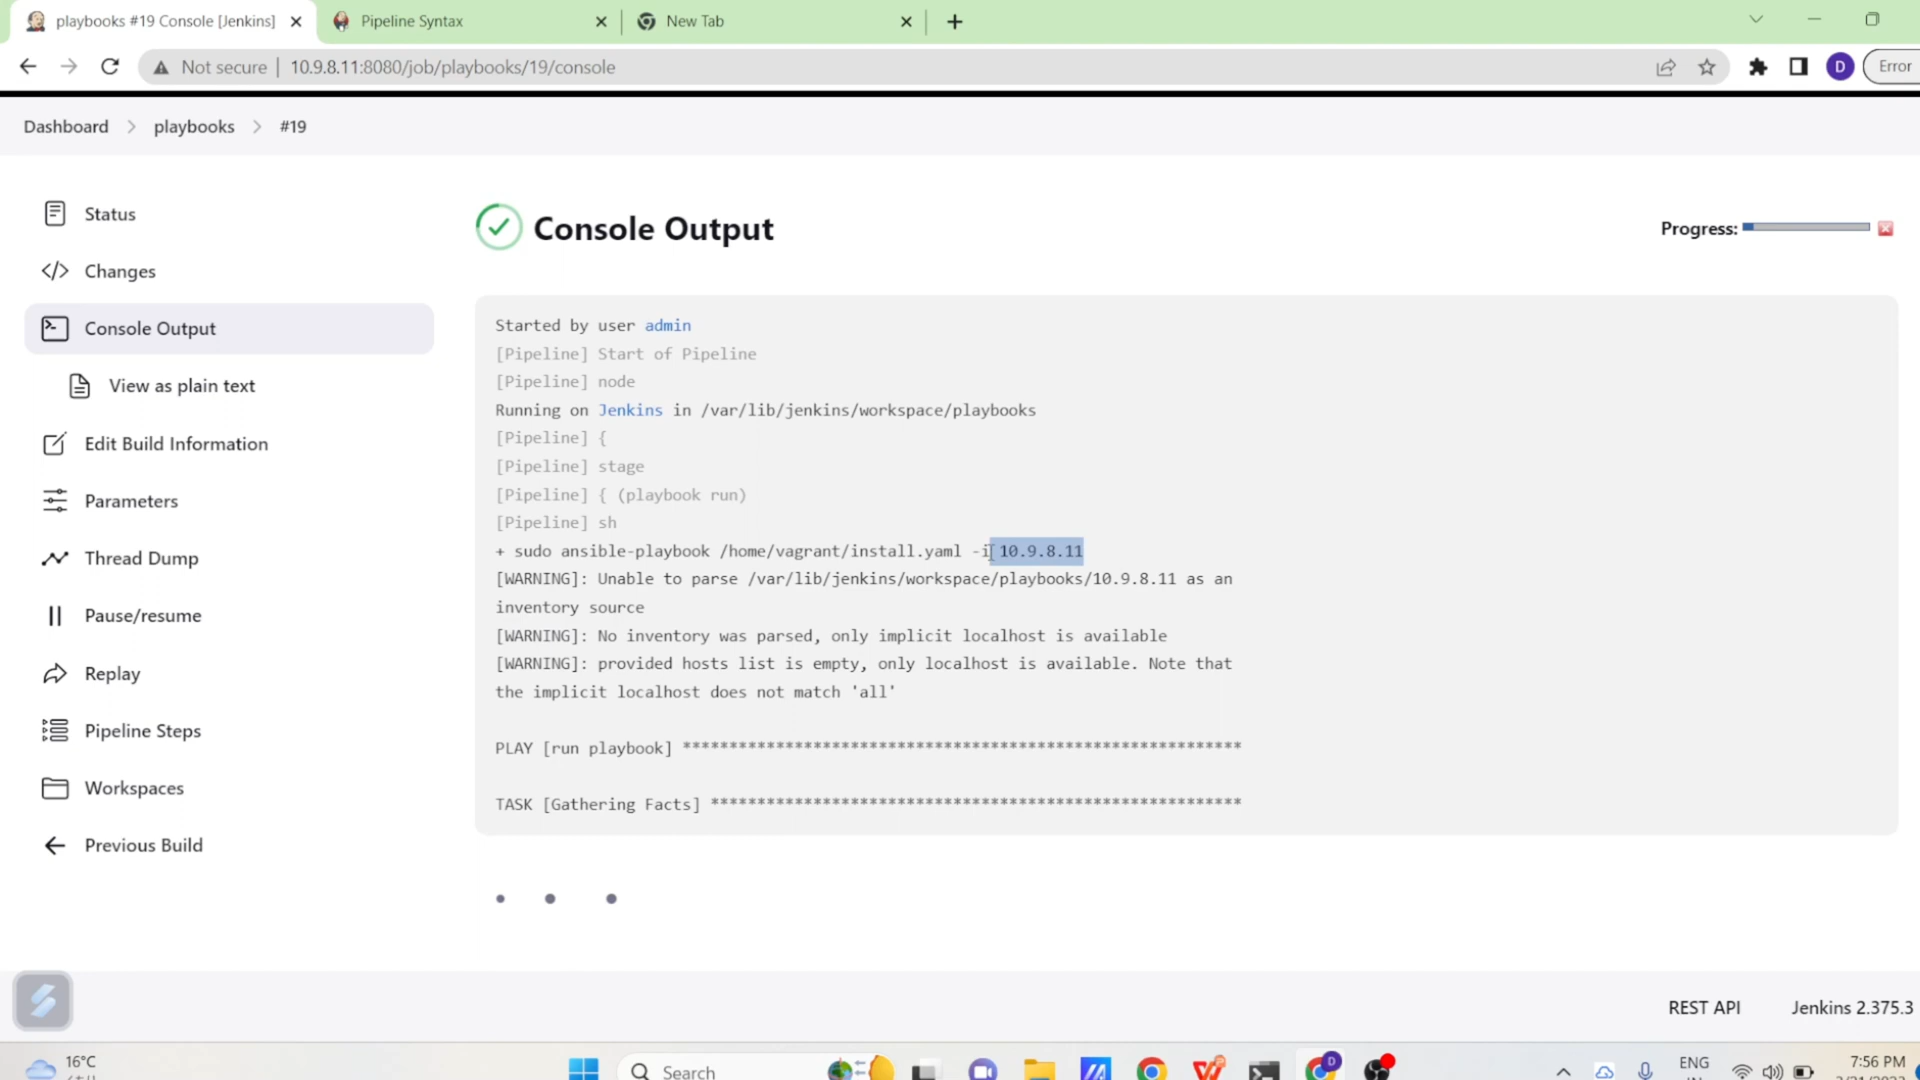 playbooks #19 Console [Jenkins]
Pipeline Syntax
New Tab
Not secure
10.9.8.11:8080/job/playbooks/19/console
D
Error
Dashboard
playbooks
#19
Status
Changes
Console Output
View as plain text
Edit Build Information
Parameters
Thread Dump
Pause/resume
Replay
Pipeline Steps
Workspaces
Previous Build
Console Output
Progress:
Started by user admin
[Pipeline] Start of Pipeline
[Pipeline] node
Running on Jenkins in /var/lib/jenkins/workspace/playbooks
[Pipeline] {
[Pipeline] stage
[Pipeline] { (playbook run)
[Pipeline] sh
+ sudo ansible-playbook /home/vagrant/install.yaml -i 10.9.8.11
[WARNING]: Unable to parse /var/lib/jenkins/workspace/playbooks/10.9.8.11 as an
inventory source
[WARNING]: No inventory was parsed, only implicit localhost is available
[WARNING]: provided hosts list is empty, only localhost is available. Note that
the implicit localhost does not match 'all'
PLAY [run playbook] ************************************************************
TASK [Gathering Facts] *********************************************************
REST API
Jenkins 2.375.3
16°C
Search
D
ENG
7:56 PM